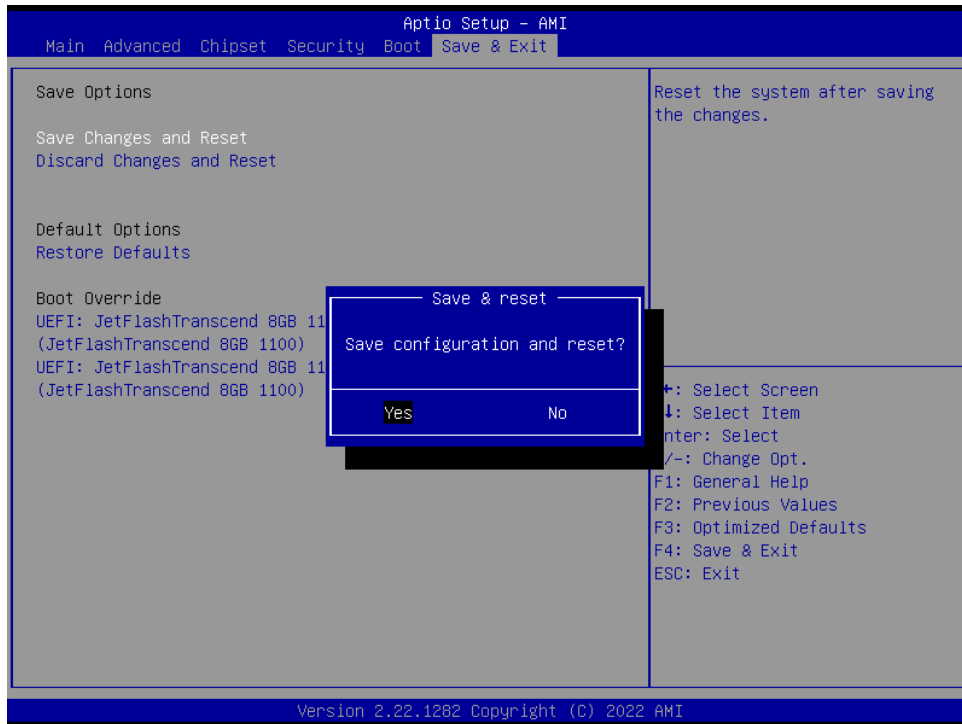 Aptio Setup – AMI
Main Advanced Chipset Security Boot Save & Exit
Save Options
Save Changes and Reset
Discard Changes and Reset
Default Options
Restore Defaults
Boot Override
UEFI: JetFlashTranscend 8GB 11
(JetFlashTranscend 8GB 1100)
UEFI: JetFlashTranscend 8GB 11
(JetFlashTranscend 8GB 1100)
Save & reset
Save configuration and reset?
Yes No
Reset the system after saving
the changes.
←: Select Screen
↓: Select Item
nter: Select
/-: Change Opt.
F1: General Help
F2: Previous Values
F3: Optimized Defaults
F4: Save & Exit
ESC: Exit
Version 2.22.1282 Copyright (C) 2022 AMI